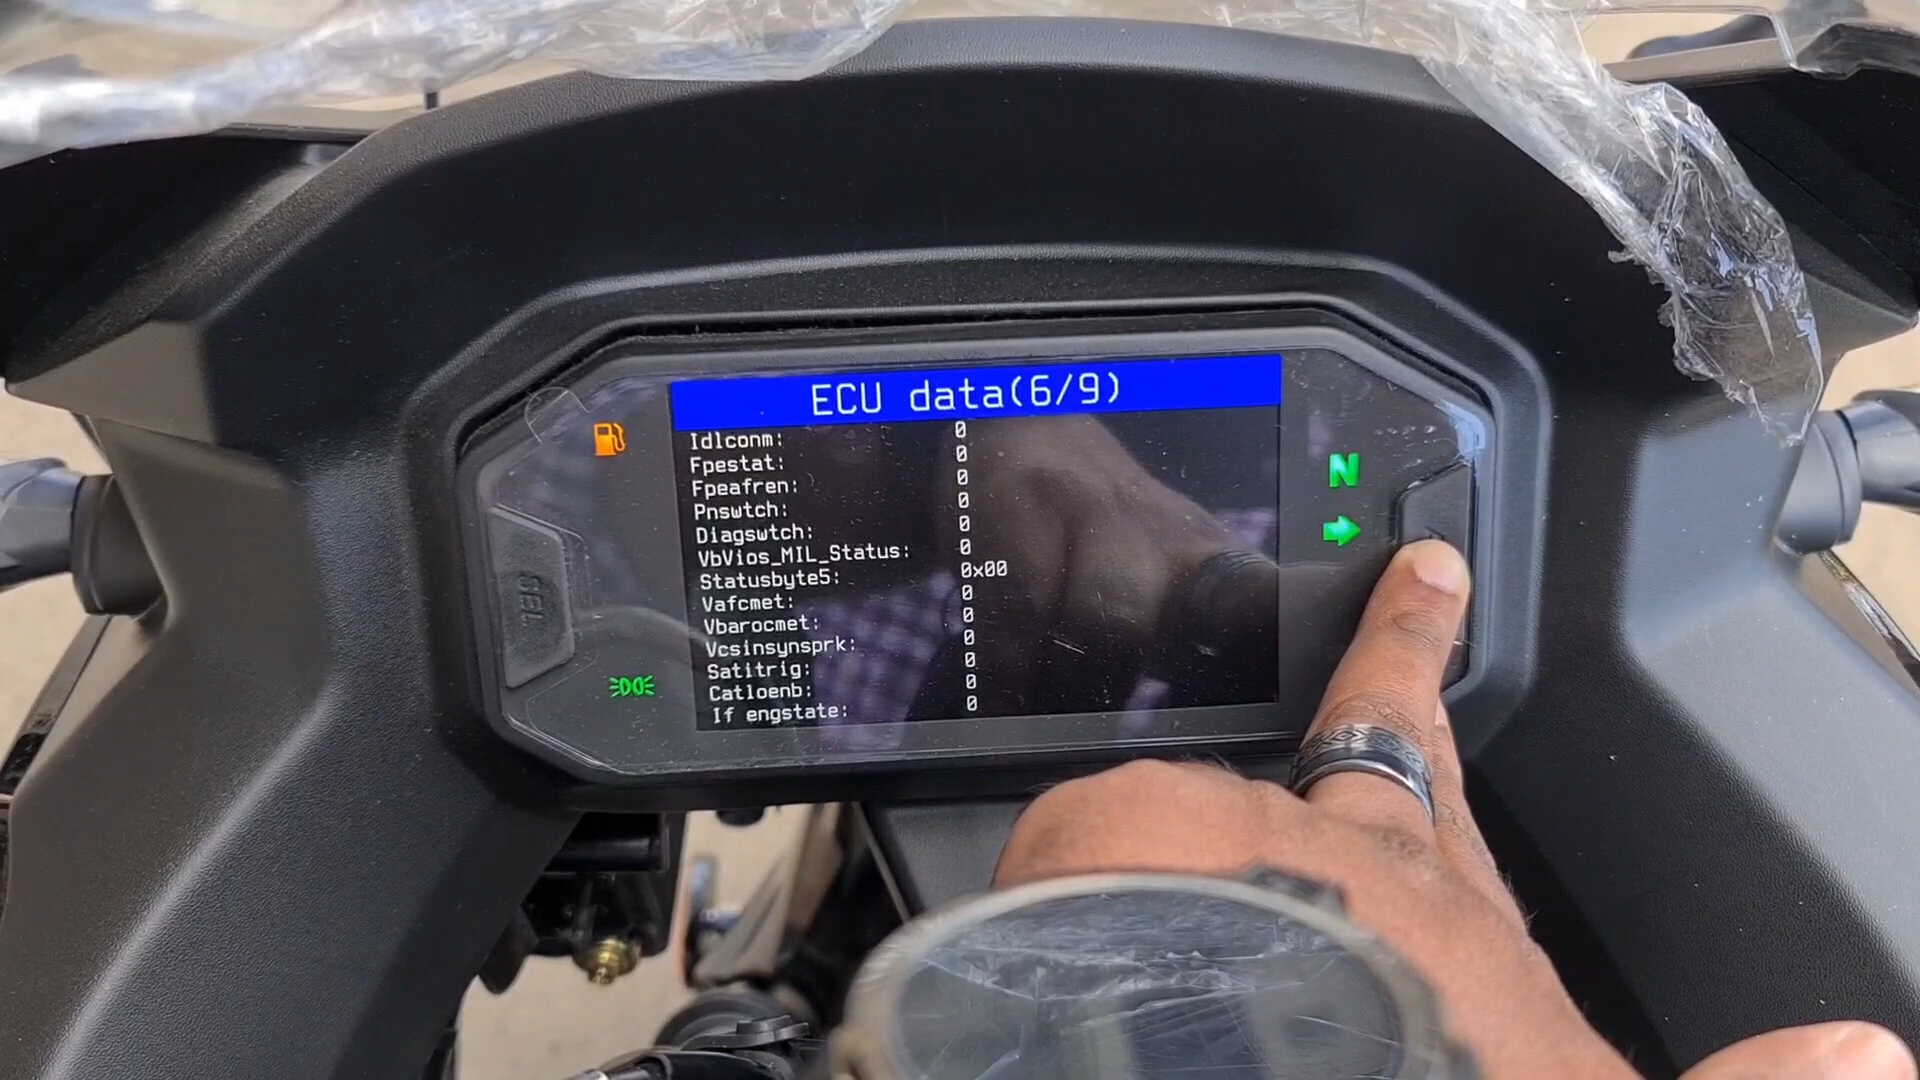 ECU data(6/9)
Idlconm: 0
Fpestat: 0
Fpeafren: 0
Pnswtch: 0
Diagswtch: 0
VbVios_MIL_Status: 0
Statusbyte5: 0x00
Vafcmet: 0
Vbarocmet: 0
Vcsinsynsprk: 0
Satitrig: 0
Catloenb: 0
If engstate: 0
N
SEL